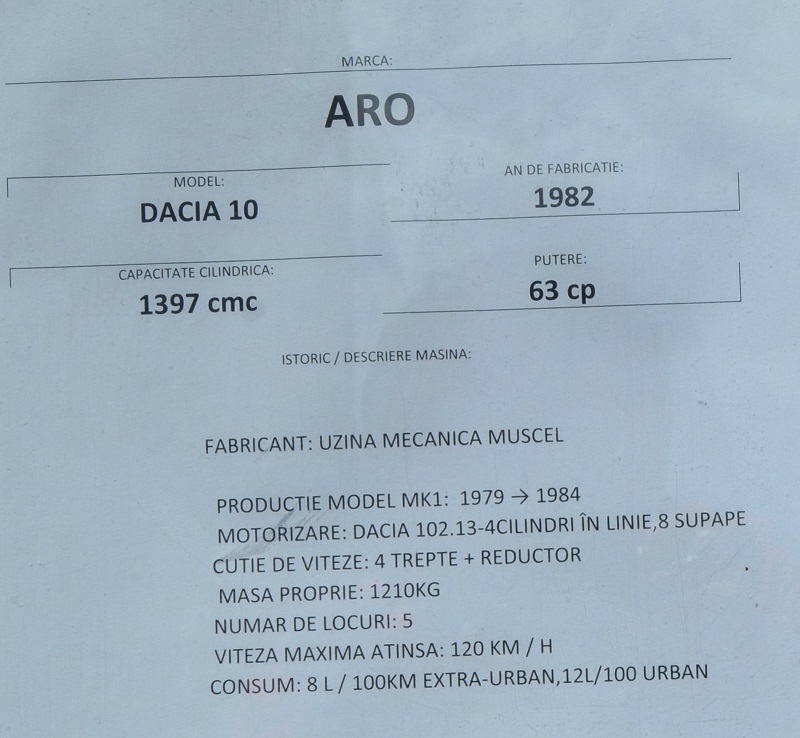 MARCA:
ARO
MODEL:
DACIA 10
AN DE FABRICATIE:
1982
CAPACITATE CILINDRICA:
1397 cmc
PUTERE:
63 cp
ISTORIC / DESCRIERE MASINA:
FABRICANT: UZINA MECANICA MUSCEL
PRODUCTIE MODEL MK1: 1979 → 1984
MOTORIZARE: DACIA 102.13-4CILINDRI ÎN LINIE,8 SUPAPE
CUTIE DE VITEZE: 4 TREPTE + REDUCTOR
MASA PROPRIE: 1210KG
NUMAR DE LOCURI: 5
VITEZA MAXIMA ATINSA: 120 KM / H
CONSUM: 8 L / 100KM EXTRA-URBAN,12L/100 URBAN